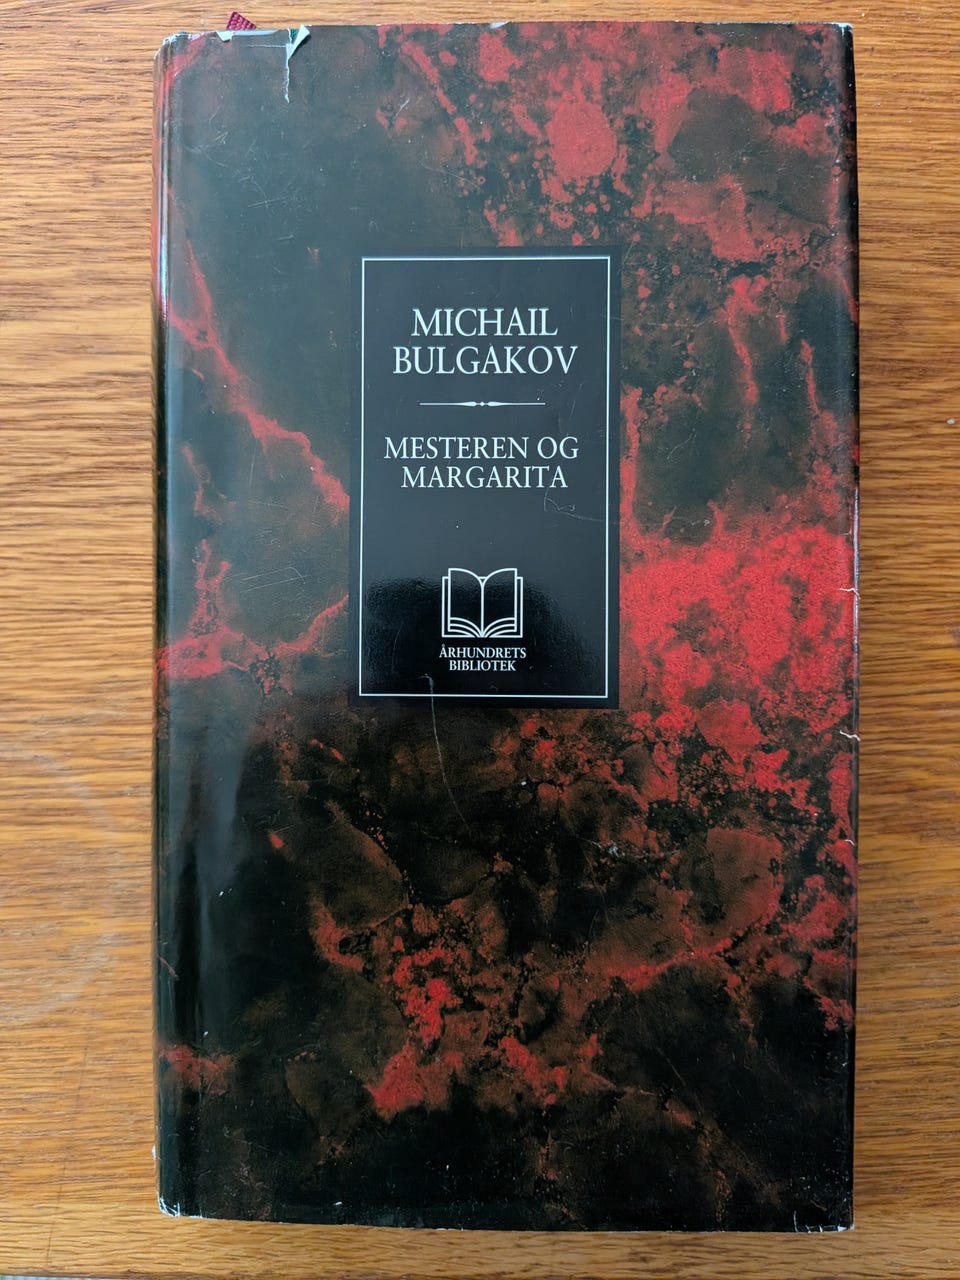 MICHAIL
BULGAKOV
MESTEREN OG
MARGARITA
ÅRHUNDRETS
BIBLIOTEK